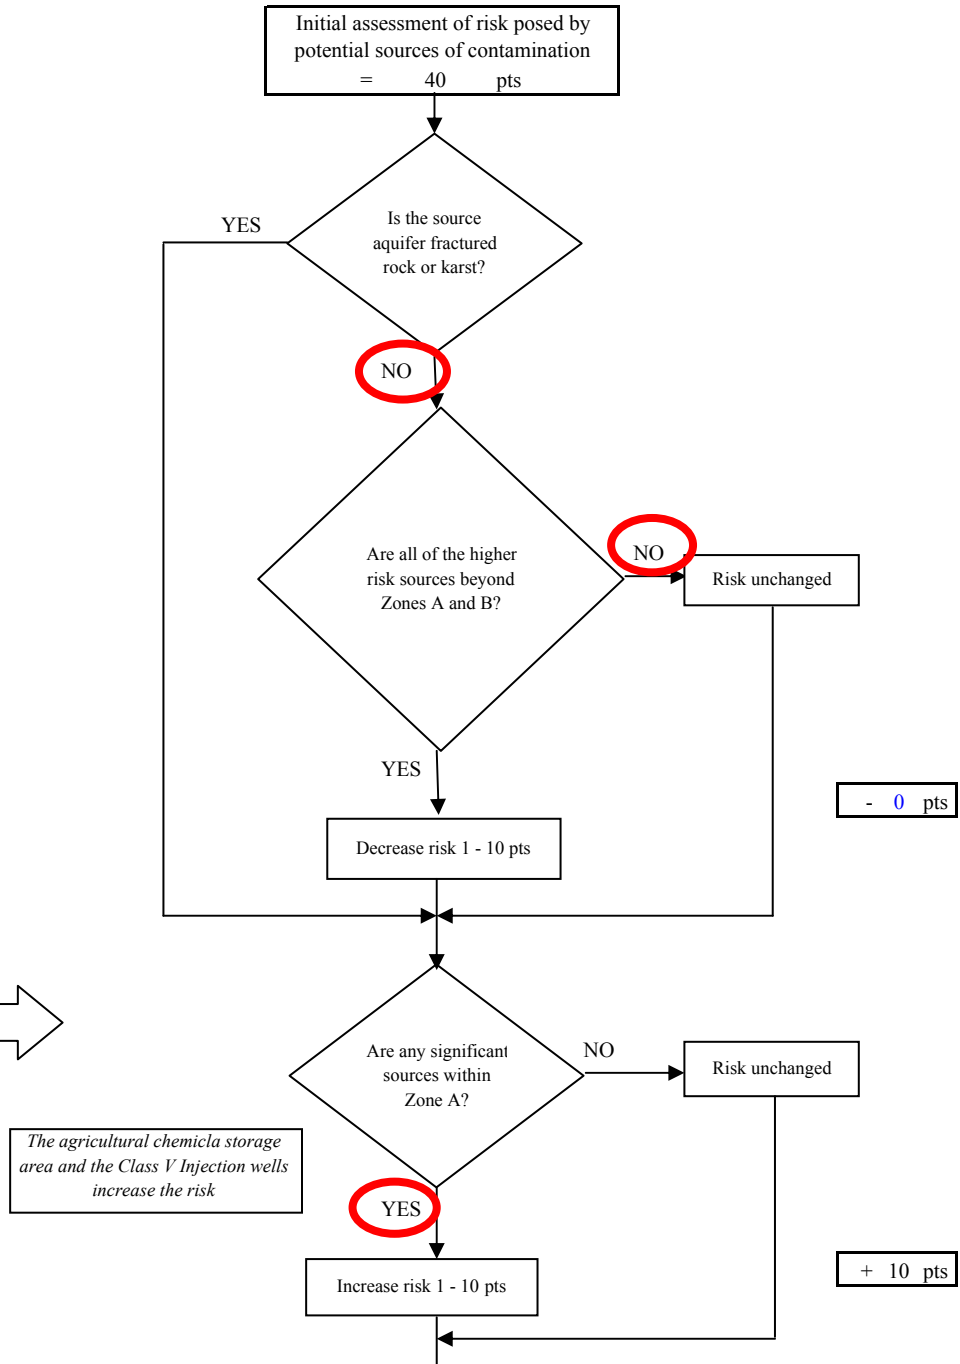 Initial assessment of risk posed by
potential sources of contamination
= 40 pts
YES
Is the source
aquifer fractured
rock or karst?
NO
Are all of the higher
risk sources beyond
Zones A and B?
NO
Risk unchanged
YES
- 0 pts
Decrease risk 1 - 10 pts
Are any significant
sources within
Zone A?
NO
Risk unchanged
The agricultural chemicla storage
area and the Class V Injection wells
increase the risk
YES
+ 10 pts
Increase risk 1 - 10 pts